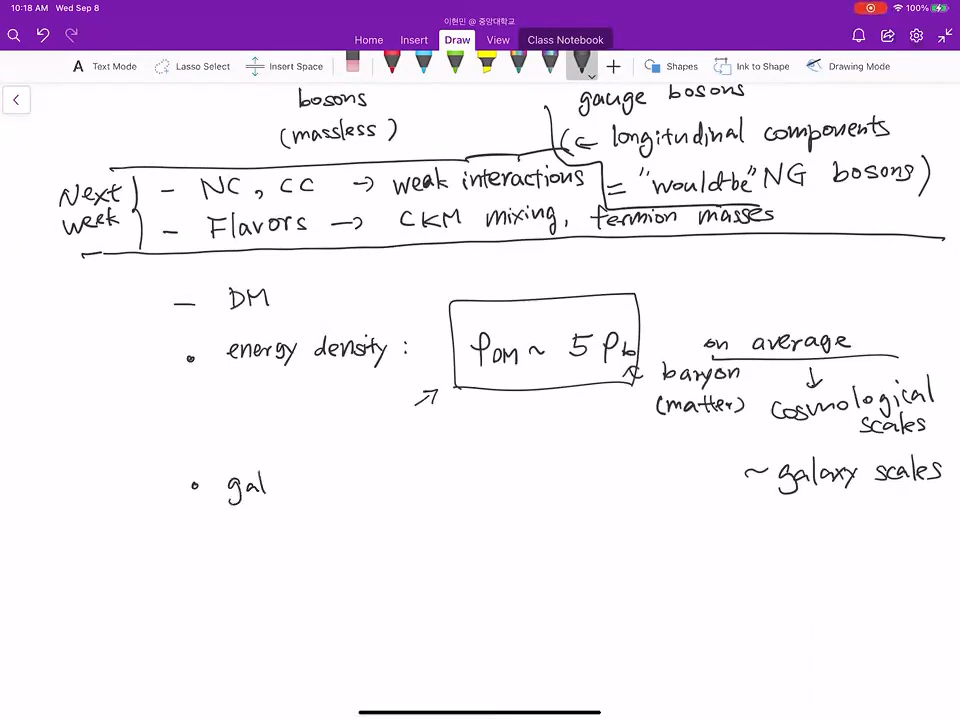 10:18 AM Wed Sep 8
100%
이현민 @ 중앙대학교
Home Insert Draw View Class Notebook
Text Mode Lasso Select Insert Space Shapes Ink to Shape Drawing Mode
bosons
(massless)
gauge bosons
(← longitudinal components
= "would be" NG bosons)
Next week
- NC, CC → weak interactions
- Flavors → CKM mixing, fermion masses
- DM
• energy density : ρDM ~ 5 ρb on average
baryon
(matter)
↓
cosmological
scales
~ galaxy scales
• gal